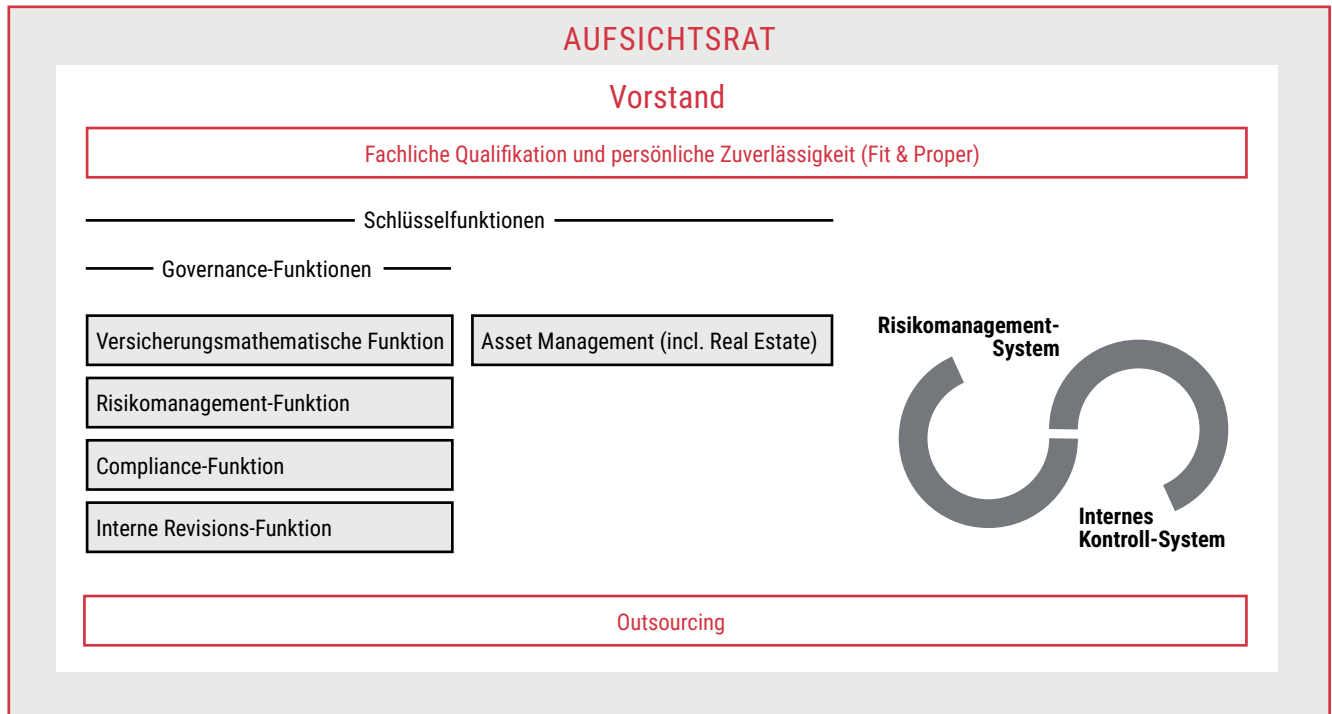 AUFSICHTSRAT
Vorstand
Fachliche Qualifikation und persönliche Zuverlässigkeit (Fit & Proper)
Schlüsselfunktionen
Governance-Funktionen
Versicherungsmathematische Funktion
Asset Management (incl. Real Estate)
Risikomanagement-Funktion
Compliance-Funktion
Interne Revisions-Funktion
Risikomanagement-
System
Internes
Kontroll-System
Outsourcing